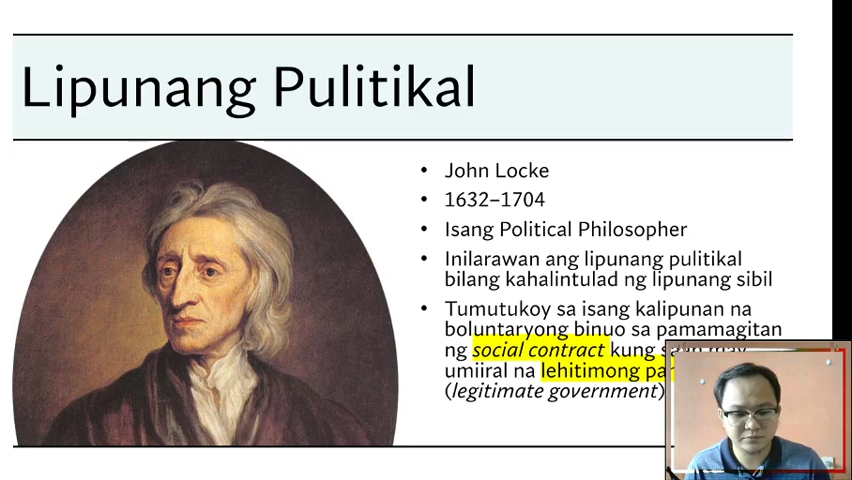 Lipunang Pulitikal
• John Locke
• 1632–1704
• Isang Political Philosopher
• Inilarawan ang lipunang pulitikal
bilang kahalintulad ng lipunang sibil
• Tumutukoy sa isang kalipunan na
boluntaryong binuo sa pamamagitan
ng social contract kung saan may
umiiral na lehitimong
(legitimate government)